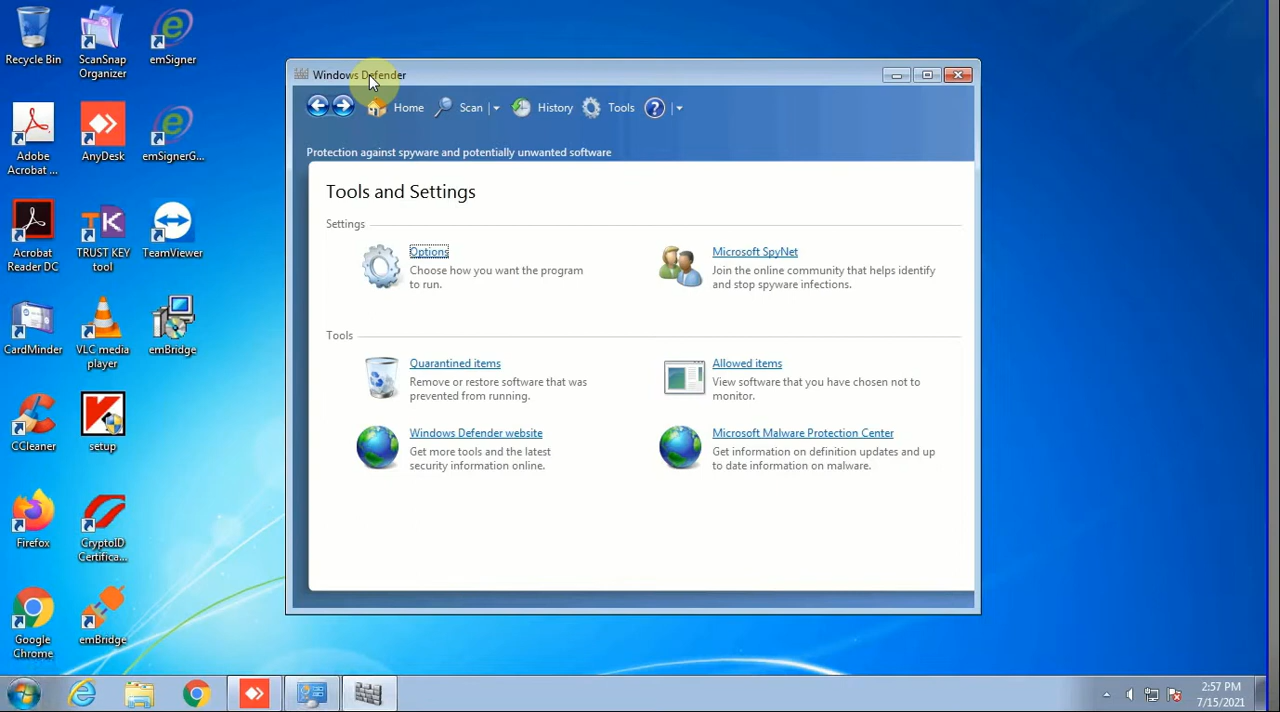 Recycle Bin
ScanSnap
Organizer
emSigner
Adobe
Acrobat ...
AnyDesk
emSignerG...
Acrobat
Reader DC
TRUST KEY
tool
TeamViewer
CardMinder
VLC media
player
emBridge
CCleaner
setup
Firefox
CryptoID
Certifica...
Google
Chrome
emBridge
Windows Defender
Home
Scan
History
Tools
Protection against spyware and potentially unwanted software
Tools and Settings
Settings
Options
Choose how you want the program
to run.
Microsoft SpyNet
Join the online community that helps identify
and stop spyware infections.
Tools
Quarantined items
Remove or restore software that was
prevented from running.
Allowed items
View software that you have chosen not to
monitor.
Windows Defender website
Get more tools and the latest
security information online.
Microsoft Malware Protection Center
Get information on definition updates and up
to date information on malware.
2:57 PM
7/15/2021